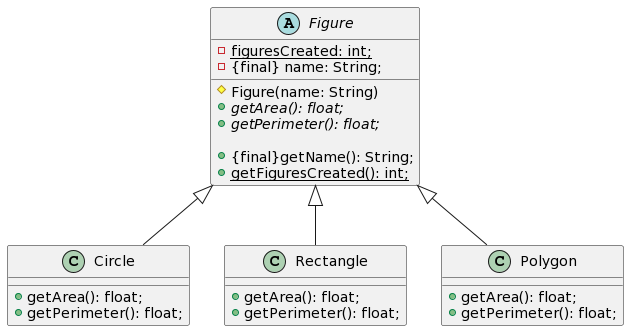 A Figure
figuresCreated: int;
{final} name: String;
Figure(name: String)
getArea(): float;
getPerimeter(): float;
{final}getName(): String;
getFiguresCreated(): int;
C Circle
getArea(): float;
getPerimeter(): float;
C Rectangle
getArea(): float;
getPerimeter(): float;
C Polygon
getArea(): float;
getPerimeter(): float;